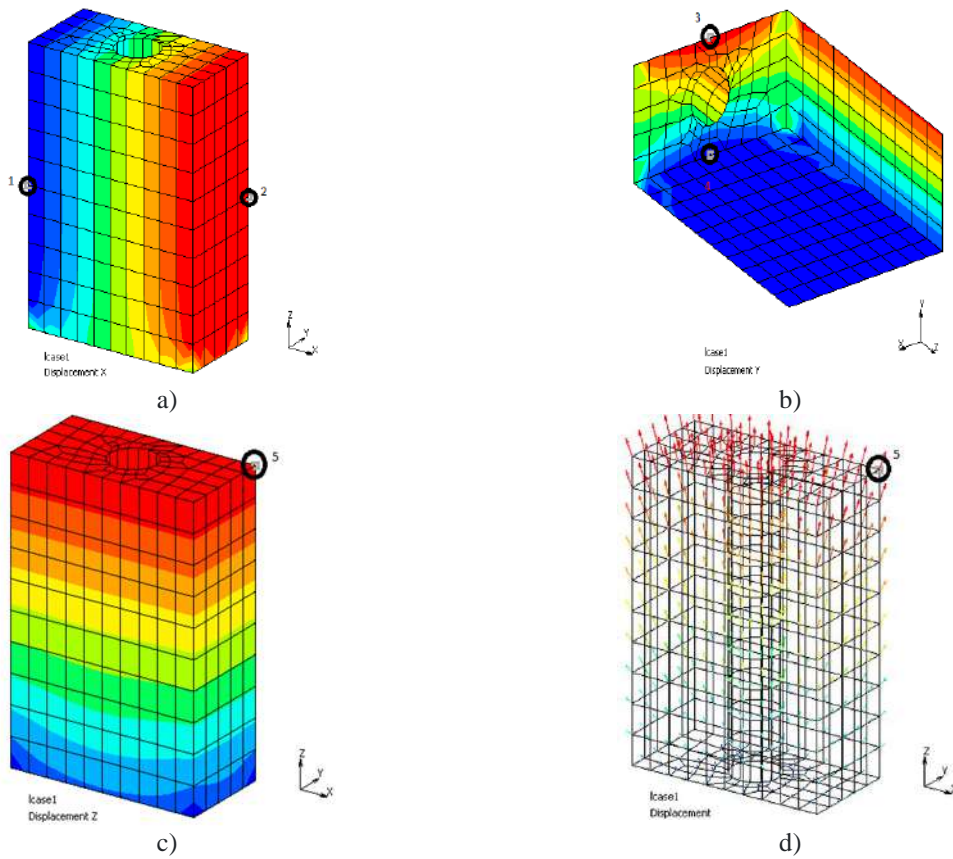 1
2
Z
Y
X
lcase1
Displacement X
a)
3
4
Y
X
Z
lcase1
Displacement Y
b)
5
Z
Y
X
lcase1
Displacement Z
c)
5
Z
Y
lcase1
Displacement
d)